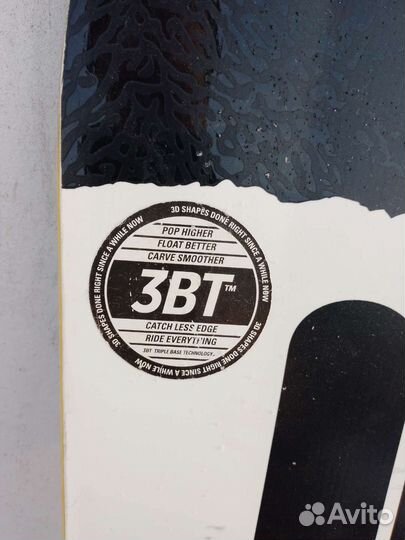 3D SHAPES DONE RIGHT SINCE A WHILE NOW
POP HIGHER
FLOAT BETTER
CARVE SMOOTHER
3BT™
CATCH LESS EDGE
RIDE EVERYTHING
3BT TRIPLE BASE TECHNOLOGY
3D SHAPES DONE RIGHT SINCE A WHILE NOW
Avito